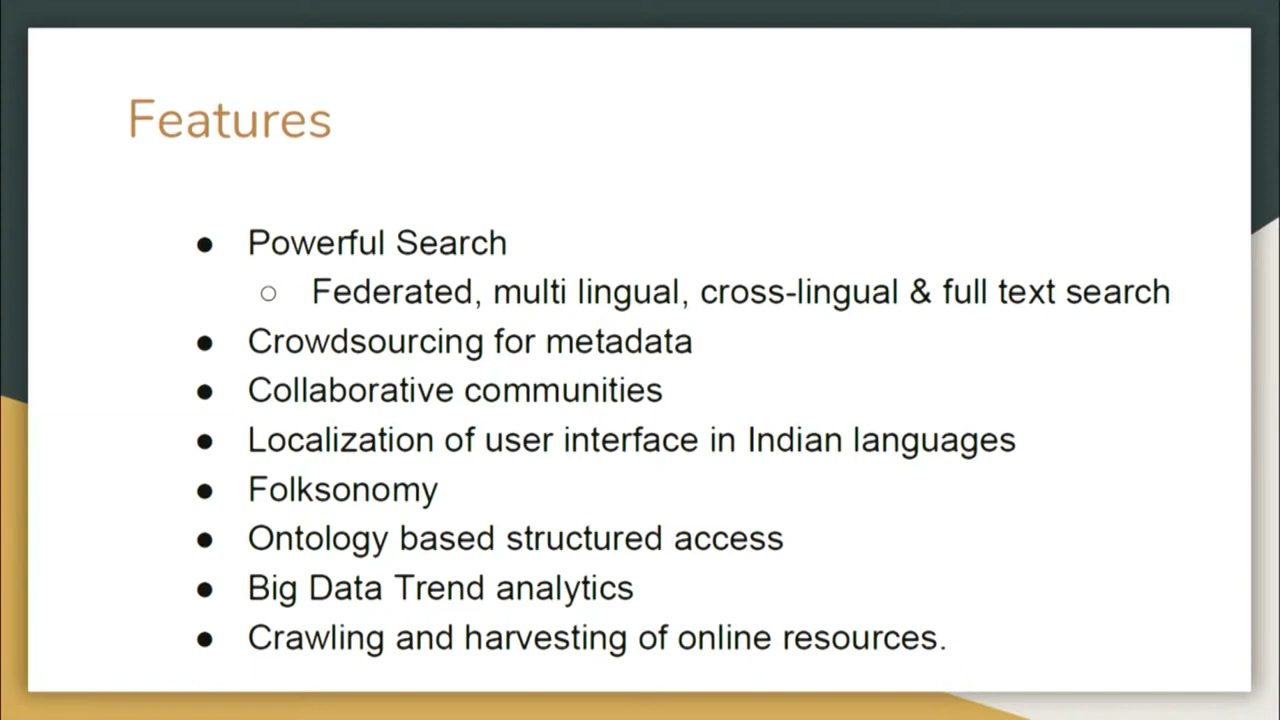 Features
● Powerful Search
○ Federated, multi lingual, cross-lingual & full text search
● Crowdsourcing for metadata
● Collaborative communities
● Localization of user interface in Indian languages
● Folksonomy
● Ontology based structured access
● Big Data Trend analytics
● Crawling and harvesting of online resources.